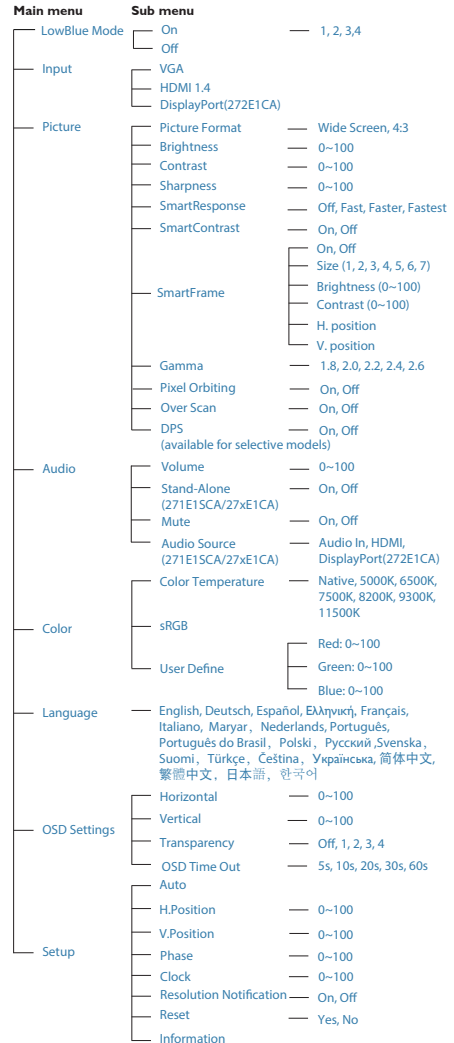 Main menu Sub menu
LowBlue Mode On 1, 2, 3,4
Off
Input VGA
HDMI 1.4
DisplayPort(272E1CA)
Picture Picture Format Wide Screen, 4:3
Brightness 0~100
Contrast 0~100
Sharpness 0~100
SmartResponse Off, Fast, Faster, Fastest
SmartContrast On, Off
On, Off
Size (1, 2, 3, 4, 5, 6, 7)
Brightness (0~100)
SmartFrame
Contrast (0~100)
H. position
V. position
Gamma 1.8, 2.0, 2.2, 2.4, 2.6
Pixel Orbiting On, Off
Over Scan On, Off
DPS On, Off
(available for selective models)
Audio Volume 0~100
Stand-Alone On, Off
(271E1SCA/27xE1CA)
Mute On, Off
Audio Source Audio In, HDMI,
(271E1SCA/27xE1CA) DisplayPort(272E1CA)
Color Temperature Native, 5000K, 6500K,
7500K, 8200K, 9300K,
11500K
Color sRGB
Red: 0~100
User Define Green: 0~100
Blue: 0~100
Language English, Deutsch, Español, Ελληνική, Français,
Italiano, Maryar, Nederlands, Português,
Português do Brasil, Polski, Русский ,Svenska,
Suomi, Türkçe, Čeština, Українська, 简体中文,
繁體中文, 日本語, 한국어
Horizontal 0~100
Vertical 0~100
OSD Settings
Transparency Off, 1, 2, 3, 4
OSD Time Out 5s, 10s, 20s, 30s, 60s
Auto
H.Position 0~100
V.Position 0~100
Setup Phase 0~100
Clock 0~100
Resolution Notification On, Off
Reset Yes, No
Information